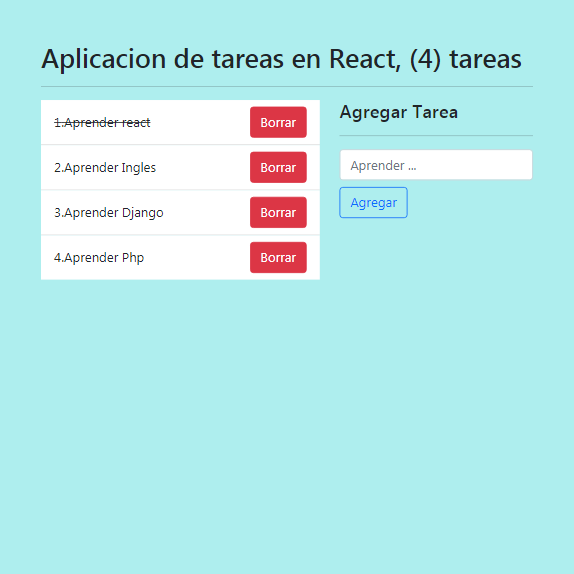 Aplicacion de tareas en React, (4) tareas
1.Aprender react
Borrar
2.Aprender Ingles
Borrar
3.Aprender Django
Borrar
4.Aprender Php
Borrar
Agregar Tarea
Aprender ...
Agregar